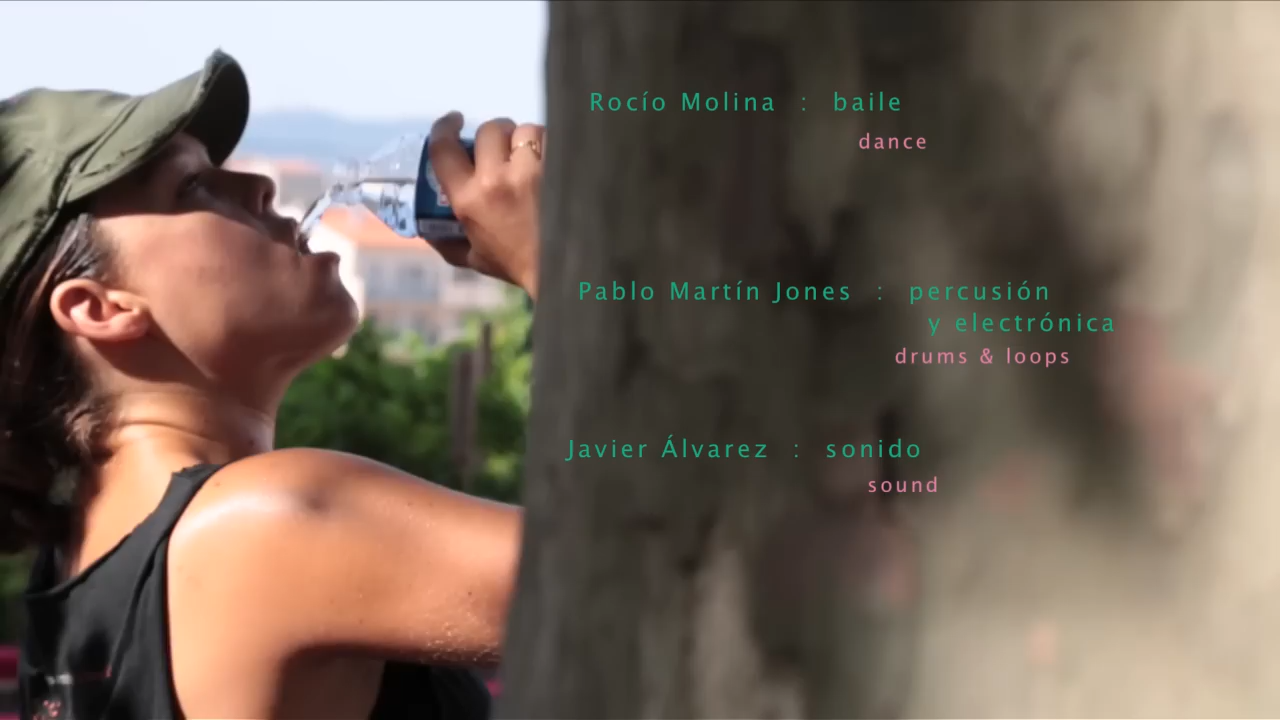 Rocío Molina : baile
dance
Pablo Martín Jones : percusión
y electrónica
drums & loops
Javier Álvarez : sonido
sound